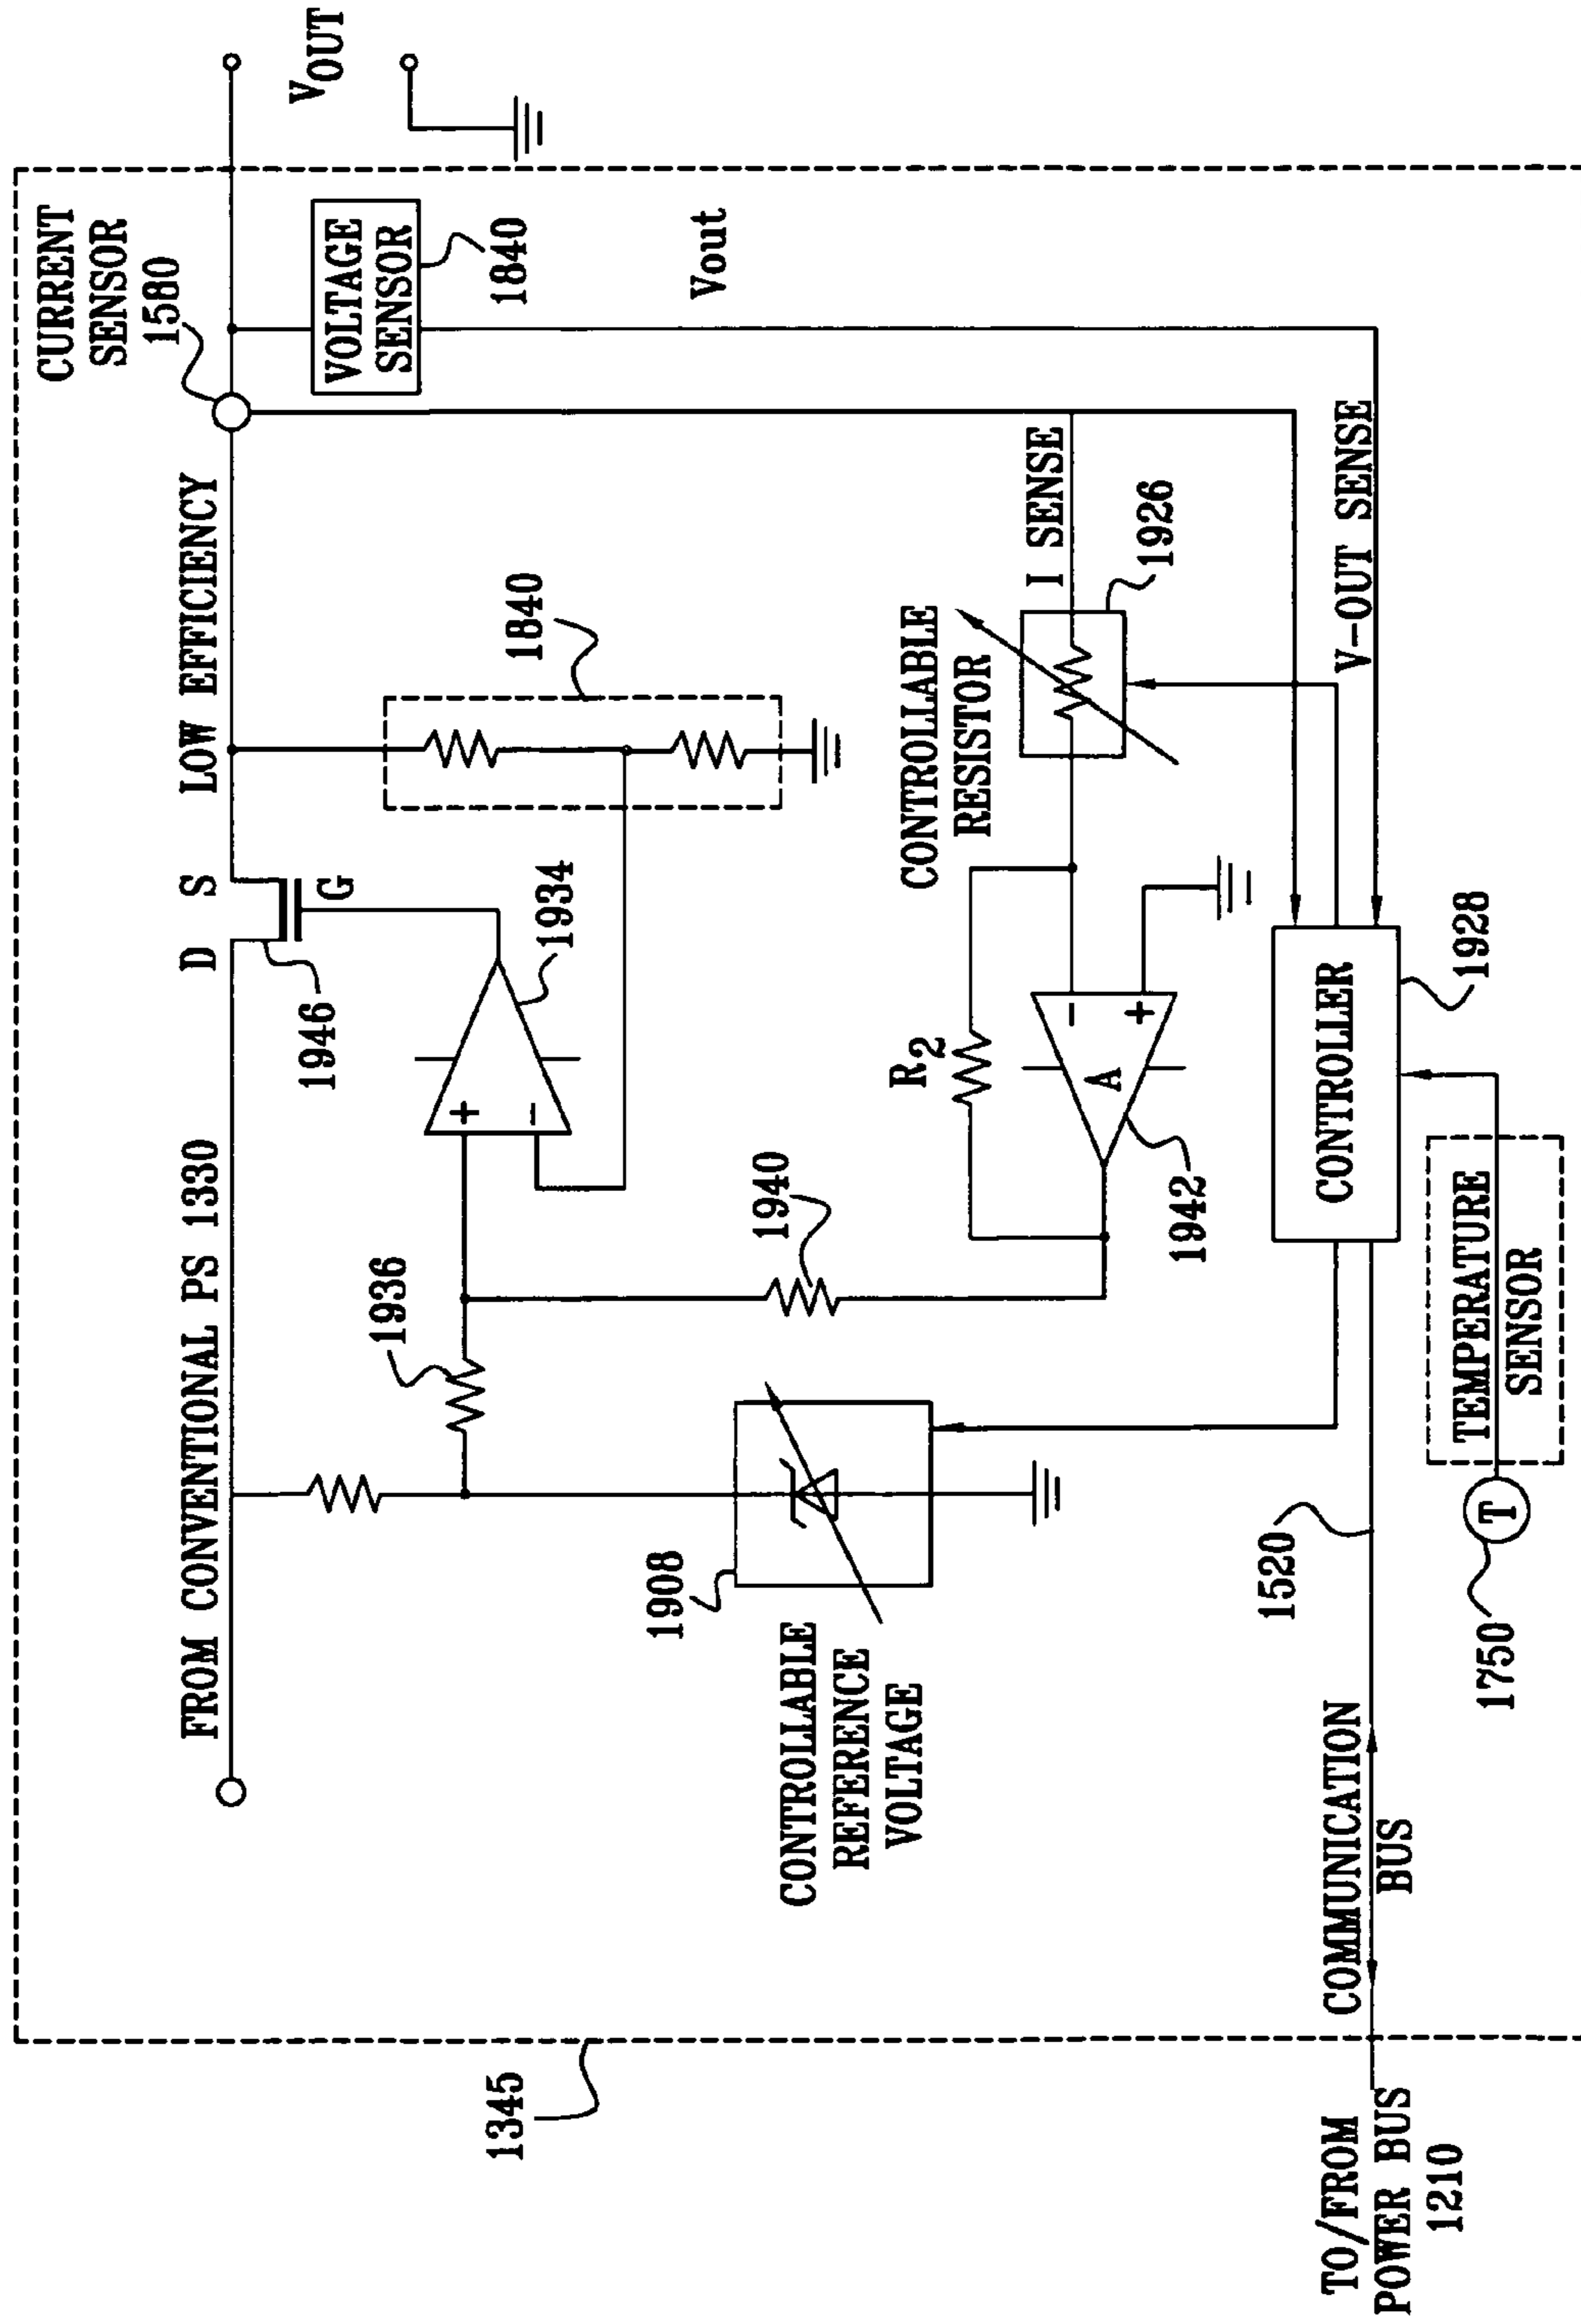 FROM CONVENTIONAL PS 1330
D
S
LOW EFFICIENCY
CURRENT
SENSOR
1580
V OUT
1946
G
1840
VOLTAGE
SENSOR
1840
1936
+
-
1934
Vout
1908
1940
CONTROLLABLE
REFERENCE
VOLTAGE
R2
CONTROLLABLE
RESISTOR
I SENSE
1926
-
+
A
1942
1345
1520
V-OUT SENSE
CONTROLLER
1928
TO/FROM
POWER BUS
1210
COMMUNICATION
BUS
1750
T
TEMPERATURE
SENSOR